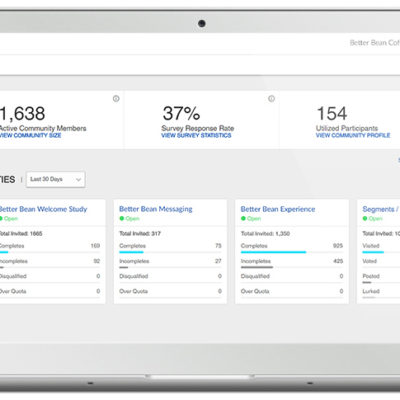 Better Bean Cof
1,638
37%
154
Active Community Members
Survey Response Rate
Utilized Participants
VIEW COMMUNITY SIZE
VIEW SURVEY STATISTICS
VIEW COMMUNITY PROFILE
TIES
Last 30 Days
Better Bean Welcome Study
Open
Total Invited: 1665
Completes 169
Incompletes 92
Disqualified 0
Over Quota 0
Better Bean Messaging
Open
Total Invited: 317
Completes 75
Incompletes 27
Disqualified 0
Over Quota 0
Better Bean Experience
Open
Total Invited: 1,350
Completes 925
Incompletes 425
Disqualified 0
Over Quota 0
Segments /
Open
Total Invited: 10
Visited
Voted
Posted
Lurked